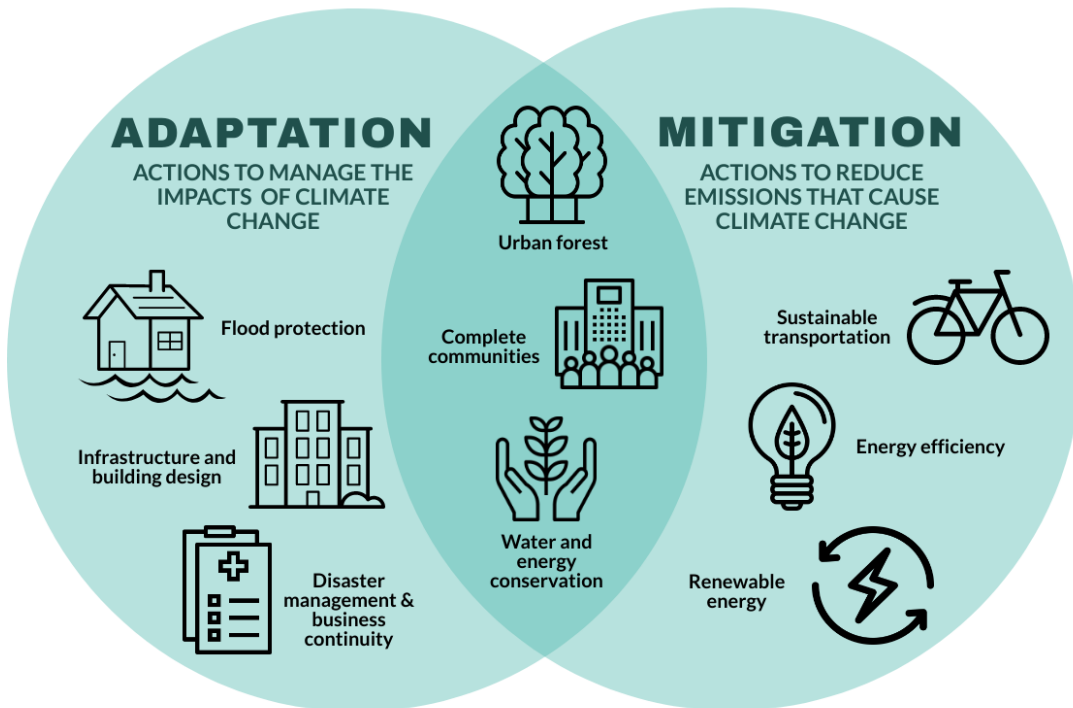 ADAPTATION
ACTIONS TO MANAGE THE
IMPACTS OF CLIMATE
CHANGE
Flood protection
Infrastructure and
building design
Disaster
management &
business
continuity
Urban forest
Complete
communities
Water and
energy
conservation
MITIGATION
ACTIONS TO REDUCE
EMISSIONS THAT CAUSE
CLIMATE CHANGE
Sustainable
transportation
Energy efficiency
Renewable
energy